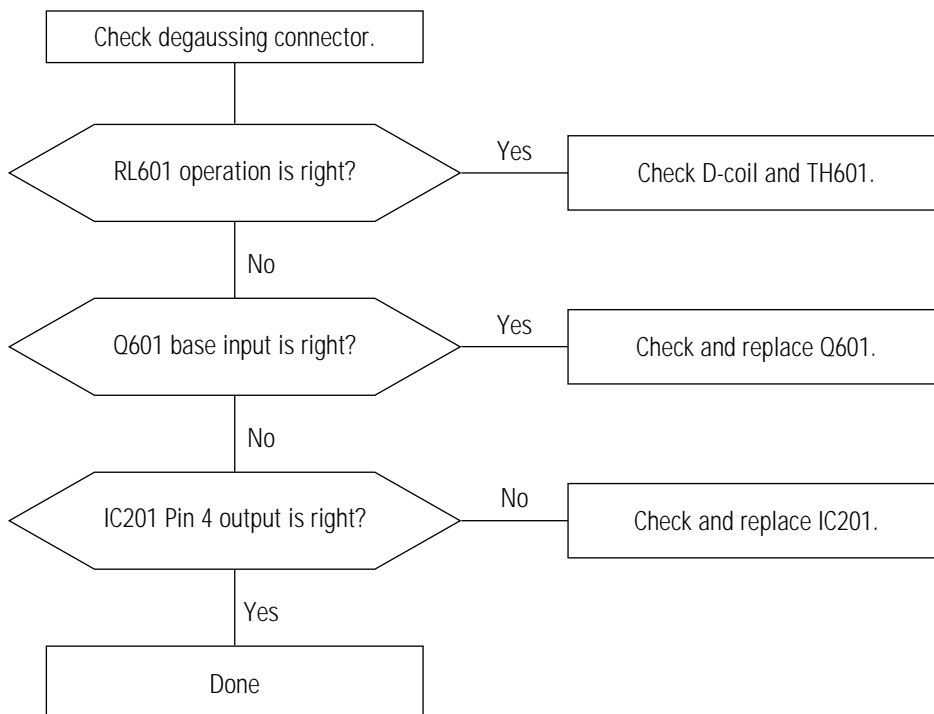 Check degaussing connector.
RL601 operation is right?
Yes
Check D-coil and TH601.
No
Q601 base input is right?
Yes
Check and replace Q601.
No
IC201 Pin 4 output is right?
No
Check and replace IC201.
Yes
Done